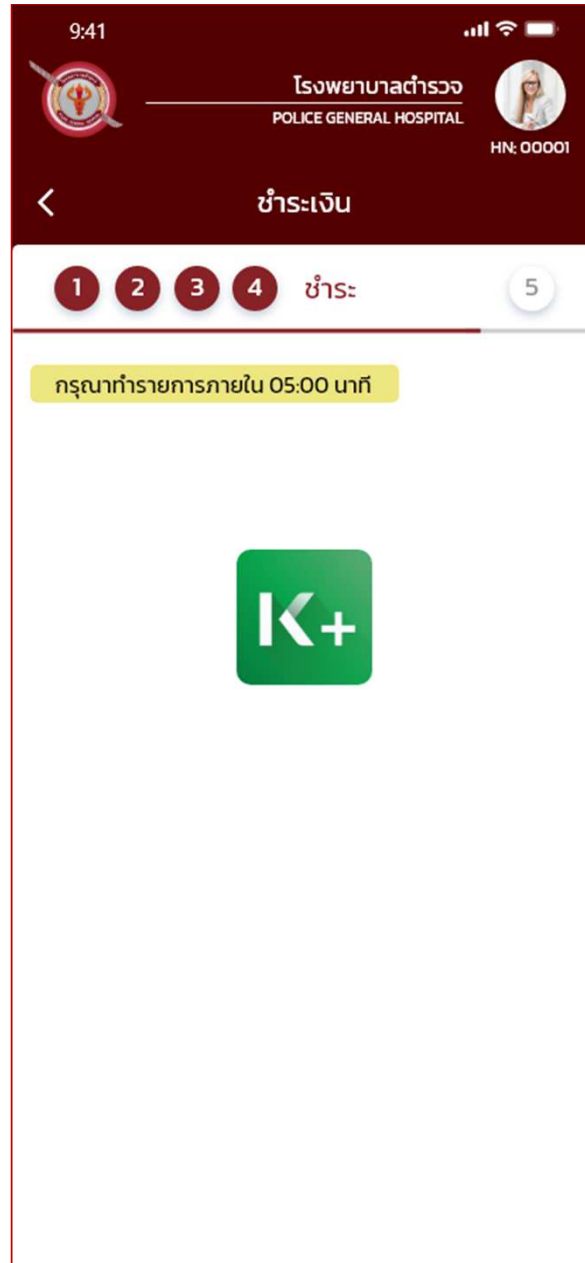 9:41
โรงพยาบาลตำรวจ
POLICE GENERAL HOSPITAL
HN: 00001
ชำระเงิน
1 2 3 4 ชำระ 5
กรุณาทำรายการภายใน 05:00 นาที
K+